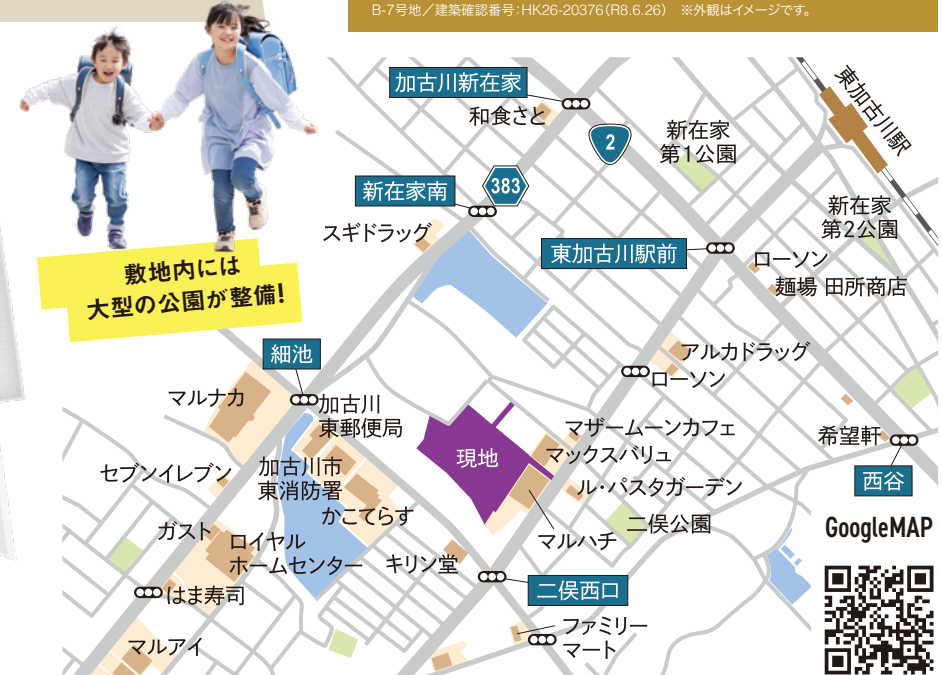 B-7号地／建築確認番号：HK26-20376（R8.6.26）　※外観はイメージです。
加古川新在家
和食さと
2
新在家
第1公園
東加古川駅
383
新在家南
スギドラッグ
新在家
第2公園
東加古川駅前
ローソン
麺場 田所商店
敷地内には
大型の公園が整備!
細池
アルカドラッグ
ローソン
マルナカ
加古川
東郵便局
マザームーンカフェ
マックスバリュ
希望軒
現地
西谷
セブンイレブン
加古川市
東消防署
ル・パスタガーデン
かこてらす
二俣公園
GoogleMAP
ガスト
ロイヤル
ホームセンター
マルハチ
キリン堂
はま寿司
二俣西口
ファミリー
マート
マルアイ